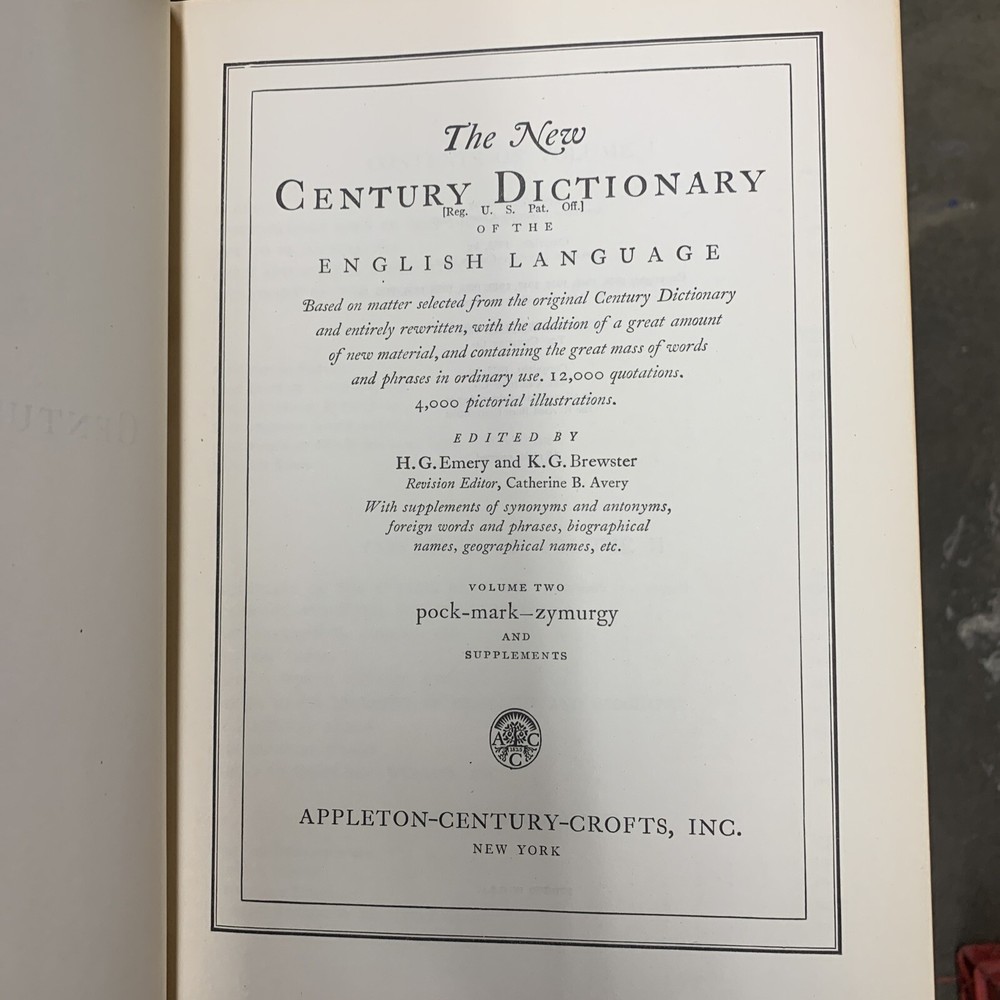 The New
CENTURY DICTIONARY
[Reg. U. S. Pat. Off.]
OF THE
ENGLISH LANGUAGE
Based on matter selected from the original Century Dictionary
and entirely rewritten, with the addition of a great amount
of new material, and containing the great mass of words
and phrases in ordinary use. 12,000 quotations.
4,000 pictorial illustrations.
EDITED BY
H. G. Emery and K. G. Brewster
Revision Editor, Catherine B. Avery
With supplements of synonyms and antonyms,
foreign words and phrases, biographical
names, geographical names, etc.
VOLUME TWO
pock-mark—zymurgy
AND
SUPPLEMENTS
A C
C
APPLETON-CENTURY-CROFTS, INC.
NEW YORK